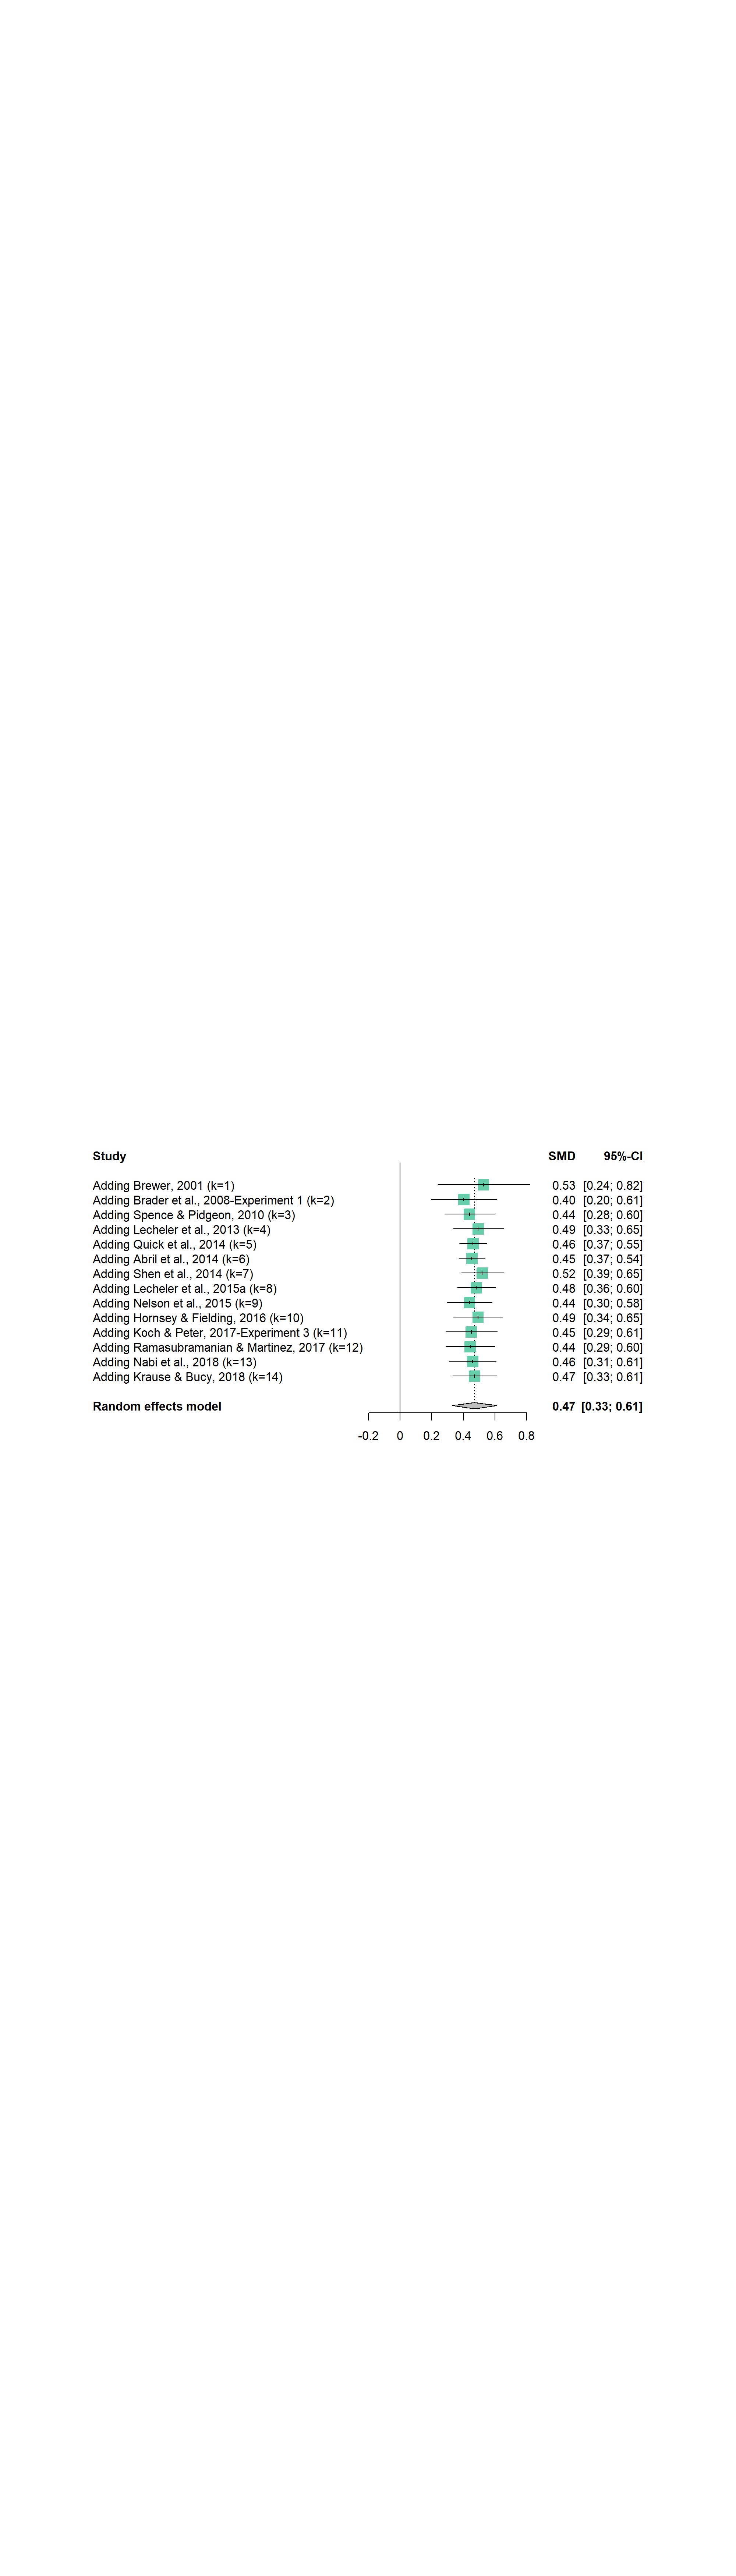 Study SMD 95%-CI
Adding Brewer, 2001 (k=1) 0.53 [0.24; 0.82]
Adding Brader et al., 2008-Experiment 1 (k=2) 0.40 [0.20; 0.61]
Adding Spence & Pidgeon, 2010 (k=3) 0.44 [0.28; 0.60]
Adding Lecheler et al., 2013 (k=4) 0.49 [0.33; 0.65]
Adding Quick et al., 2014 (k=5) 0.46 [0.37; 0.55]
Adding Abril et al., 2014 (k=6) 0.45 [0.37; 0.54]
Adding Shen et al., 2014 (k=7) 0.52 [0.39; 0.65]
Adding Lecheler et al., 2015a (k=8) 0.48 [0.36; 0.60]
Adding Nelson et al., 2015 (k=9) 0.44 [0.30; 0.58]
Adding Hornsey & Fielding, 2016 (k=10) 0.49 [0.34; 0.65]
Adding Koch & Peter, 2017-Experiment 3 (k=11) 0.45 [0.29; 0.61]
Adding Ramasubramanian & Martinez, 2017 (k=12) 0.44 [0.29; 0.60]
Adding Nabi et al., 2018 (k=13) 0.46 [0.31; 0.61]
Adding Krause & Bucy, 2018 (k=14) 0.47 [0.33; 0.61]
Random effects model 0.47 [0.33; 0.61]
-0.2 0 0.2 0.4 0.6 0.8